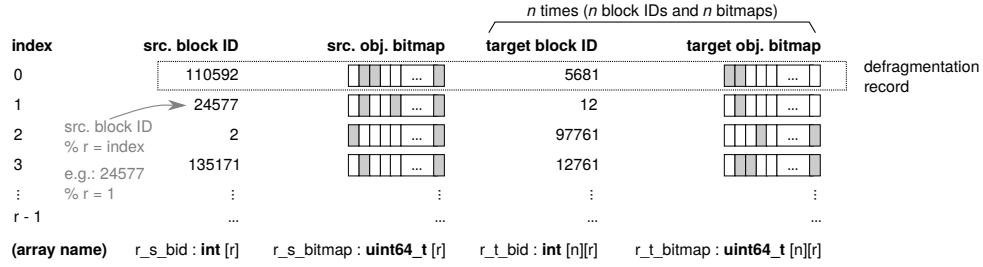 n times (n block IDs and n bitmaps)
index src. block ID src. obj. bitmap target block ID target obj. bitmap
0 110592 ... 5681 ... defragmentation record
1 24577 ... 12 ...
src. block ID
% r = index
2 2 ... 97761 ...
3 135171 ... 12761 ...
e.g.: 24577
% r = 1
⋮ ⋮ ⋮ ⋮ ⋮
r - 1 ... ... ... ...
(array name) r_s_bid : int [r] r_s_bitmap : uint64_t [r] r_t_bid : int [n][r] r_t_bitmap : uint64_t [n][r]